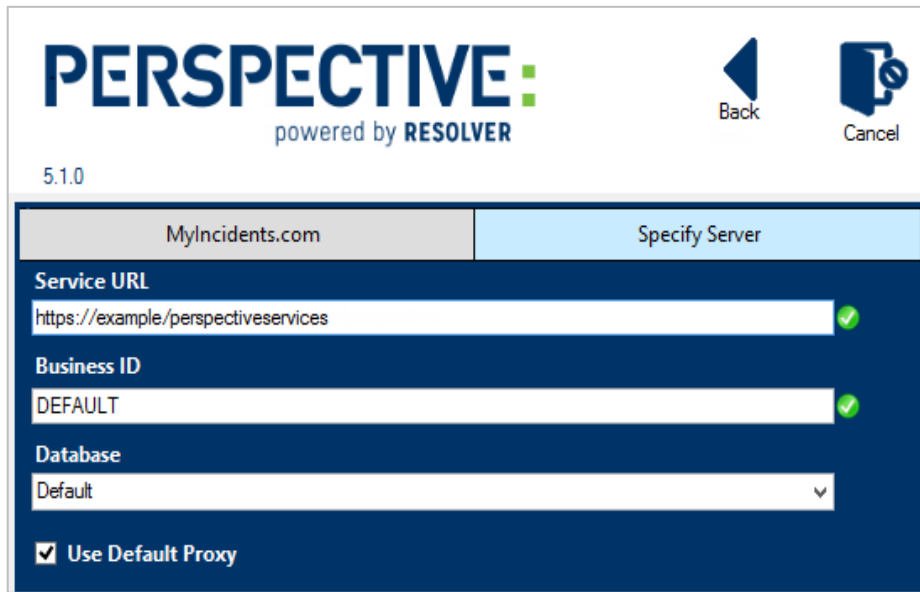 PERSPECTIVE:
powered by RESOLVER
Back
Cancel
5.1.0
MyIncidents.com
Specify Server
Service URL
https://example/perspectiveservices
Business ID
DEFAULT
Database
Default
Use Default Proxy